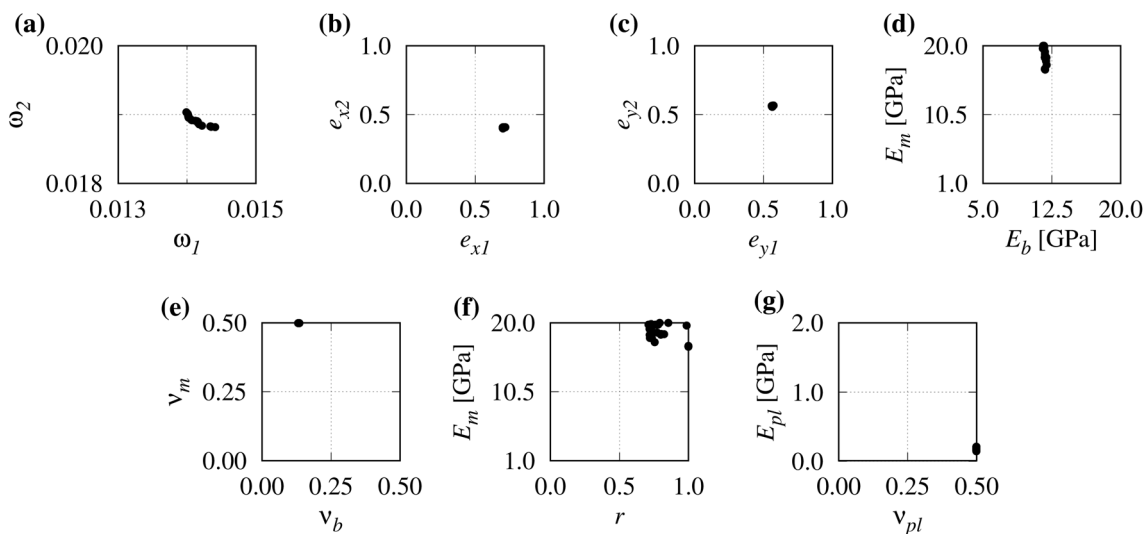 (a)
0.020
ω2
0.018
0.013
0.015
ω1
(b)
1.0
ex2
0.5
0.0
0.0
0.5
1.0
ex1
(c)
1.0
ey2
0.5
0.0
0.0
0.5
1.0
ey1
(d)
20.0
Em [GPa]
10.5
1.0
5.0
12.5
20.0
Eb [GPa]
(e)
0.50
νm
0.25
0.00
0.00
0.25
0.50
νb
(f)
20.0
Em [GPa]
10.5
1.0
0.0
0.5
1.0
r
(g)
2.0
Epl [GPa]
1.0
0.0
0.00
0.25
0.50
νpl